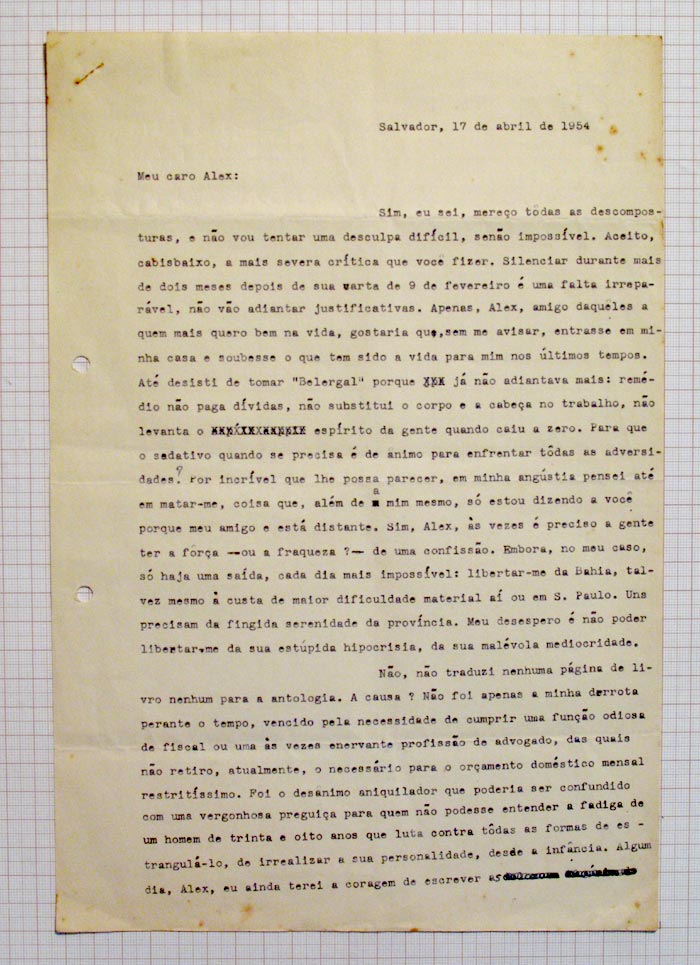 Salvador, 17 de abril de 1954
Meu caro Alex:
Sim, eu sei, mereço tôdas as descompos-
turas, e não vou tentar uma desculpa difícil, senão impossível. Aceito,
cabisbaixo, a mais severa crítica que você fizer. Silenciar durante mais
de dois meses depois de sua carta de 9 de fevereiro é uma falta irrepa-
rável, não vão adiantar justificativas. Apenas, Alex, amigo daquêles a
quem mais quero bem na vida, gostaria que,sem me avisar, entrasse em mi-
nha casa e soubesse o que tem sido a vida para mim nos últimos tempos.
Até desisti de tomar "Belergal" porque já não adiantava mais: remé-
dio não paga dívidas, não substitui o corpo e a cabeça no trabalho, não
levanta o espírito da gente quando caiu a zero. Para que
o sedativo quando se precisa é de ânimo para enfrentar tôdas as adversi-
dades? Por incrível que lhe possa parecer, em minha angústia pensei até
em matar-me, coisa que, além de a mim mesmo, só estou dizendo a você
porque meu amigo e está distante. Sim, Alex, às vezes é preciso a gente
ter a fôrça —ou a fraqueza ?— de uma confissão. Embora, no meu caso,
só haja uma saída, cada dia mais impossível: libertar-me da Bahia, tal-
vez mesmo à custa de maior dificuldade material aí ou em S. Paulo. Uns
precisam da fingida serenidade da província. Meu desespero é não poder
libertar-me da sua estúpida hipocrisia, da sua malévola mediocridade.
Não, não traduzi nenhuma página de li-
vro nenhum para a antologia. A causa ? Não foi apenas a minha derrota
perante o tempo, vencido pela necessidade de cumprir uma função odiosa
de fiscal ou uma às vezes enervante profissão de advogado, das quais
não retiro, atualmente, o necessário para o orçamento doméstico mensal
restritíssimo. Foi o desânimo aniquilador que poderia ser confundido
com uma vergonhosa preguiça para quem não podesse entender a fadiga de
um homem de trinta e oito anos que luta contra tôdas as formas de es -
trangulá-lo, de irrealizar a sua personalidade, desde a infância. Algum
dia, Alex, eu ainda terei a coragem de escrever